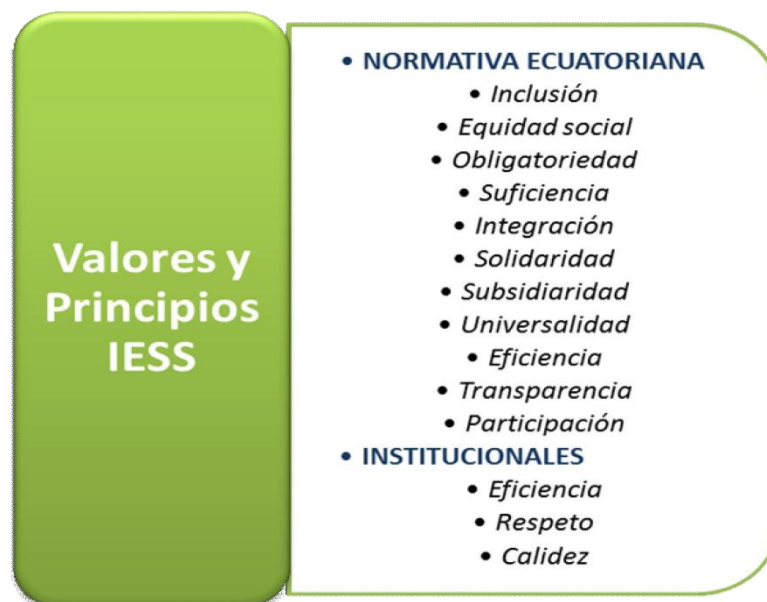 Valores y
Principios
IESS
• NORMATIVA ECUATORIANA
• Inclusión
• Equidad social
• Obligatoriedad
• Suficiencia
• Integración
• Solidaridad
• Subsidiaridad
• Universalidad
• Eficiencia
• Transparencia
• Participación
• INSTITUCIONALES
• Eficiencia
• Respeto
• Calidez